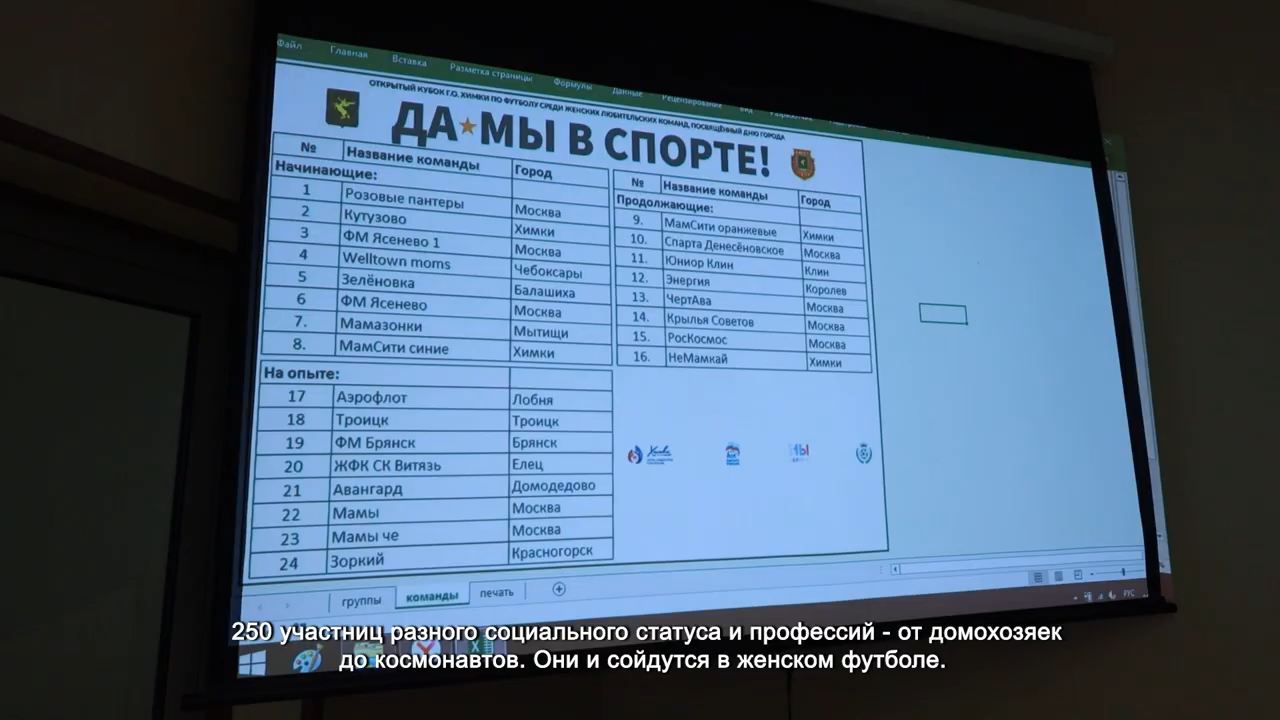 Файл Главная Вставка Разметка страницы Формулы Данные Рецензирование Вид
ОТКРЫТЫЙ КУБОК Г.О. ХИМКИ ПО ФУТБОЛУ СРЕДИ ЖЕНСКИХ ЛЮБИТЕЛЬСКИХ КОМАНД, ПОСВЯЩЁННЫЙ ДНЮ ГОРОДА
ДА★МЫ В СПОРТЕ!
№ Название команды Город
Начинающие:
1 Розовые пантеры Москва
2 Кутузово Химки
3 ФМ Ясенево 1 Москва
4 Welltown moms Чебоксары
5 Зелёновка Балашиха
6 ФМ Ясенево Москва
7. Мамазонки Мытищи
8. МамСити синие Химки
№ Название команды Город
Продолжающие:
9. МамСити оранжевые Химки
10. Спарта Денесёновское Москва
11. Юниор Клин Клин
12. Энергия Королев
13. ЧертАва Москва
14. Крылья Советов Москва
15. РосКосмос Москва
16. НеМамкай Химки
На опыте:
17 Аэрофлот Лобня
18 Троицк Троицк
19 ФМ Брянск Брянск
20 ЖФК СК Витязь Елец
21 Авангард Домодедово
22 Мамы Москва
23 Мамы че Москва
24 Зоркий Красногорск
группы команды печать
РУС
250 участниц разного социального статуса и профессий - от домохозяек
до космонавтов. Они и сойдутся в женском футболе.